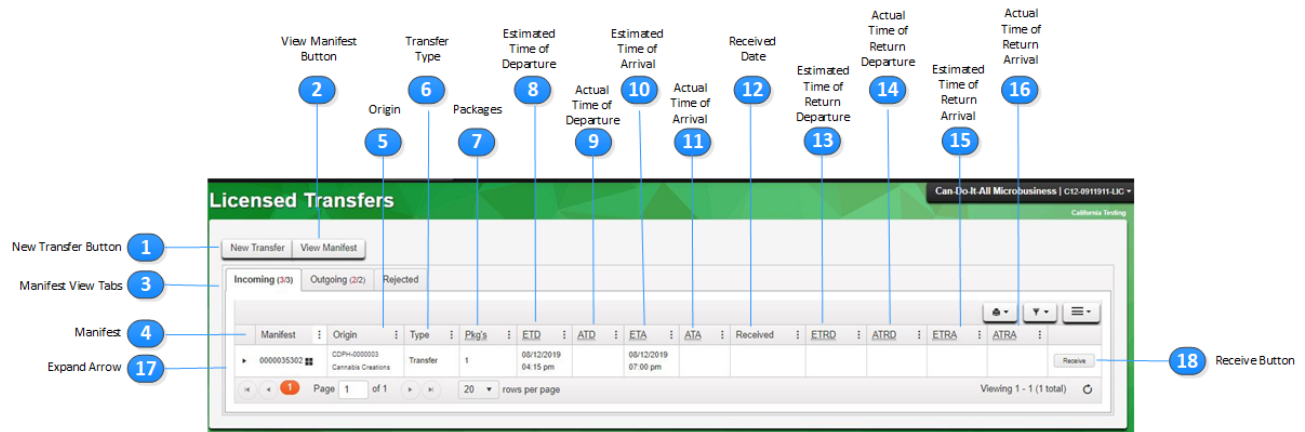 Actual
Time of
Return
Departure
Actual
Time of
Return
Arrival
View Manifest
Button
Transfer
Type
Estimated
Time of
Departure
Estimated
Time of
Arrival
Received
Date
Estimated
Time of
Return
Departure
Estimated
Time of
Return
Arrival
2
6
8
Actual
Time of
Departure
10
Actual
Time of
Arrival
12
14
16
Origin
Packages
5
7
9
11
13
15
Licensed Transfers
Can-Do-It-All Microbusiness | C12-0911911-LIC
California Testing
New Transfer Button 1
New Transfer View Manifest
Manifest View Tabs 3
Incoming (3/3) Outgoing (2/2) Rejected
Manifest 4
Manifest Origin Type Pkg's ETD ATD ETA ATA Received ETRD ATRD ETRA ATRA
Expand Arrow 17
0000035302 CDPH-0000003 Cannabis Creations Transfer 1 08/12/2019 04:15 pm 08/12/2019 07:00 pm Receive
18 Receive Button
1 Page 1 of 1 20 rows per page Viewing 1 - 1 (1 total)